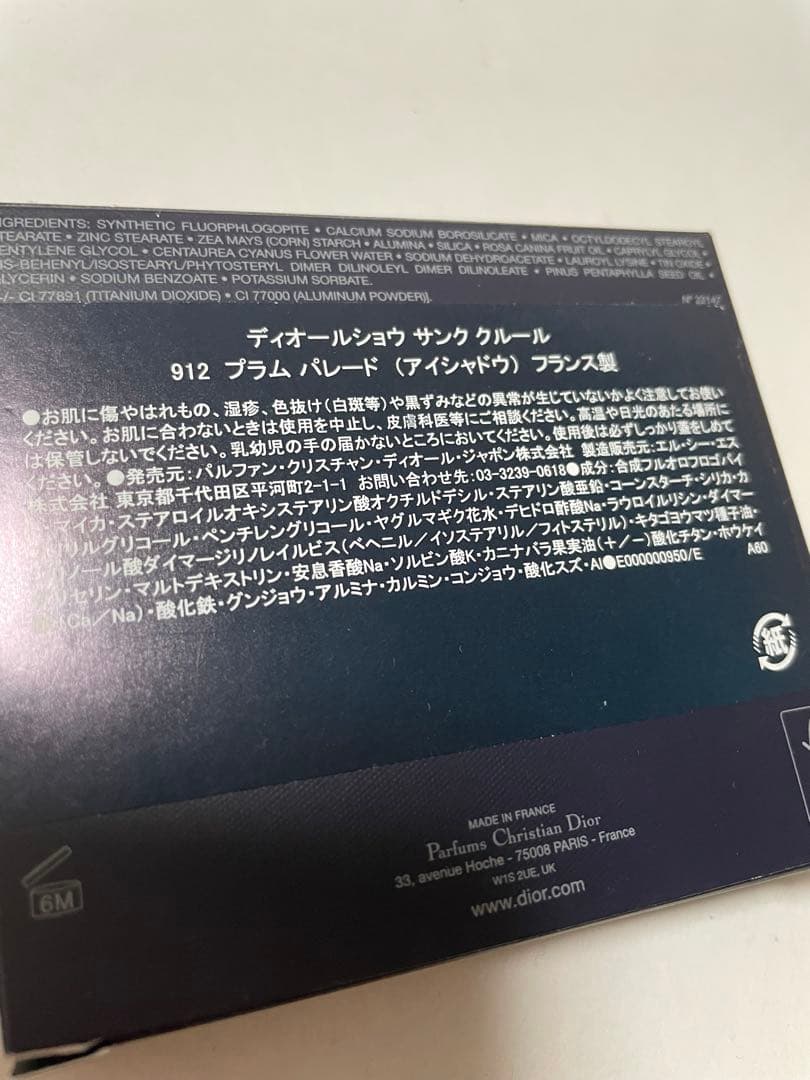 INGREDIENTS: SYNTHETIC FLUORPHLOGOPITE • CALCIUM SODIUM BOROSILICATE • MICA • OCTYLDODECYL STEAROYL
STEARATE • ZINC STEARATE • ZEA MAYS (CORN) STARCH • ALUMINA • SILICA • ROSA CANINA FRUIT OIL • CAPRYLYL GLYCOL •
PENTYLENE GLYCOL • CENTAUREA CYANUS FLOWER WATER • SODIUM DEHYDROACETATE • LAUROYL LYSINE • TIN OXIDE •
BIS-BEHENYL/ISOSTEARYL/PHYTOSTERYL DIMER DILINOLEYL DIMER DILINOLEATE • PINUS PENTAPHYLLA SEED OIL •
GLYCERIN • SODIUM BENZOATE • POTASSIUM SORBATE.
+/- CI 77891 (TITANIUM DIOXIDE) • CI 77000 (ALUMINUM POWDER)].
N° 22147
ディオールショウ サンク クルール
912 プラム パレード (アイシャドウ) フランス製
●お肌に傷やはれもの、湿疹、色抜け(白斑等)や黒ずみなどの異常が生じていないかよく注意してお使い
ください。お肌に合わないときは使用を中止し、皮膚科医等にご相談ください。高温や日光のあたる場所に
は保管しないでください。乳幼児の手の届かないところにおいてください。使用後は必ずしっかり蓋をしめて
ください。●発売元:パルファン・クリスチャン・ディオール・ジャポン株式会社 製造販売元:エル・シー・エス
株式会社 東京都千代田区平河町2-1-1 お問い合わせ先:03-3239-0618●成分:合成フルオロフロゴパイ
マイカ・ステアロイルオキシステアリン酸オクチルドデシル・ステアリン酸亜鉛・コーンスターチ・シリカ・カ
リルグリコール・ペンチレングリコール・ヤグルマギク花水・デヒドロ酢酸Na・ラウロイルリシン・ダイマー
ノール酸ダイマージリノレイルビス(ベヘニル/イソステアリル/フィトステリル)・キタゴヨウマツ種子油・
リセリン・マルトデキストリン・安息香酸Na・ソルビン酸K・カニナバラ果実油(+/-)酸化チタン・ホウケイ
(Ca/Na)・酸化鉄・グンジョウ・アルミナ・カルミン・コンジョウ・酸化スズ・Al●E000000950/E A60
紙
6M
MADE IN FRANCE
Parfums Christian Dior
33, avenue Hoche - 75008 PARIS - France
W1S 2UE, UK
www.dior.com